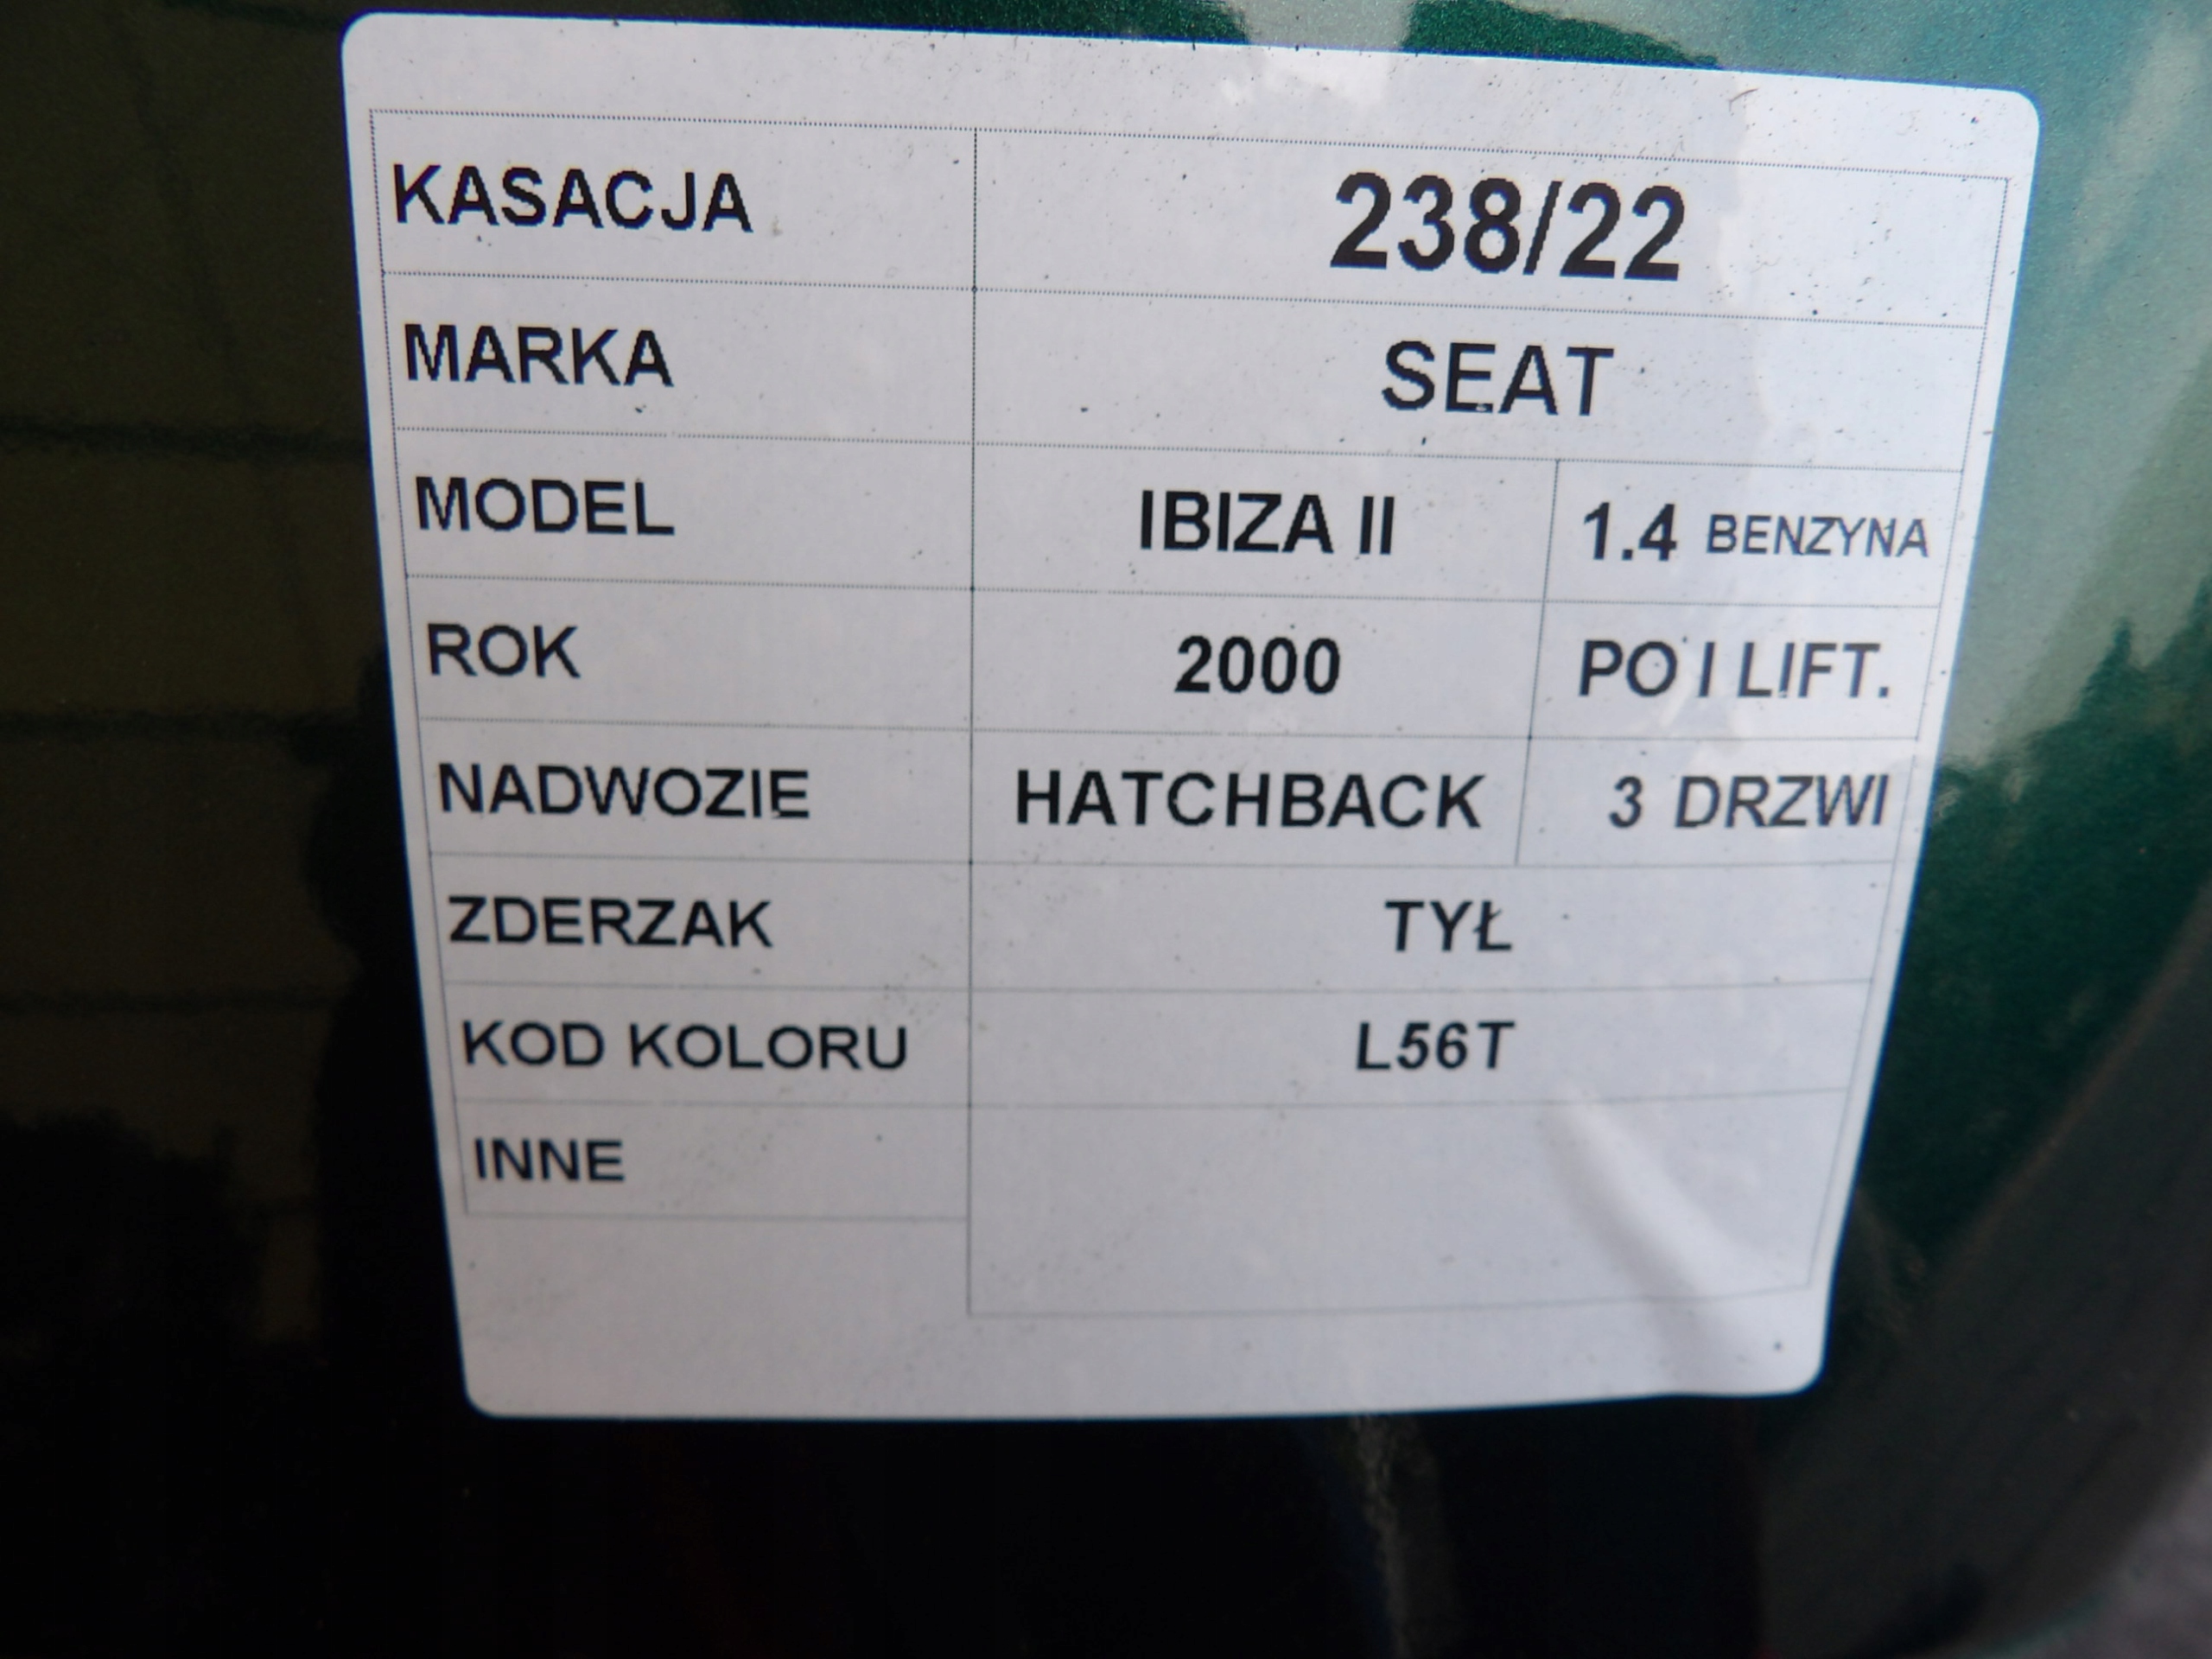 KASACJA 238/22
MARKA SEAT
MODEL IBIZA II 1.4 BENZYNA
ROK 2000 PO I LIFT.
NADWOZIE HATCHBACK 3 DRZWI
ZDERZAK TYŁ
KOD KOLORU L56T
INNE